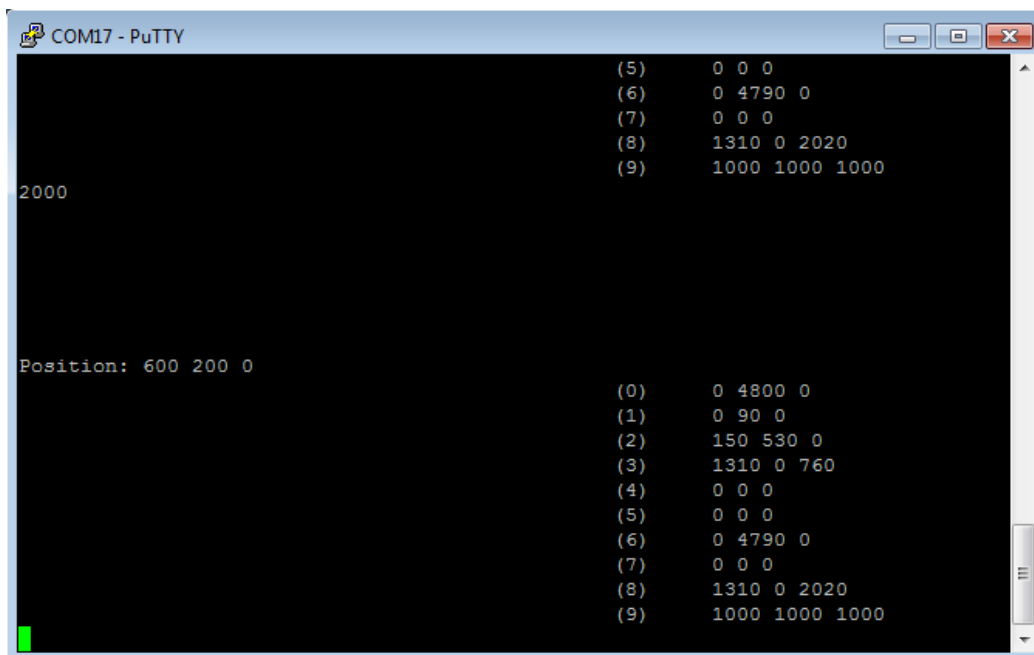 COM17 - PuTTY
(5) 0 0 0
(6) 0 4790 0
(7) 0 0 0
(8) 1310 0 2020
(9) 1000 1000 1000
2000
Position: 600 200 0
(0) 0 4800 0
(1) 0 90 0
(2) 150 530 0
(3) 1310 0 760
(4) 0 0 0
(5) 0 0 0
(6) 0 4790 0
(7) 0 0 0
(8) 1310 0 2020
(9) 1000 1000 1000